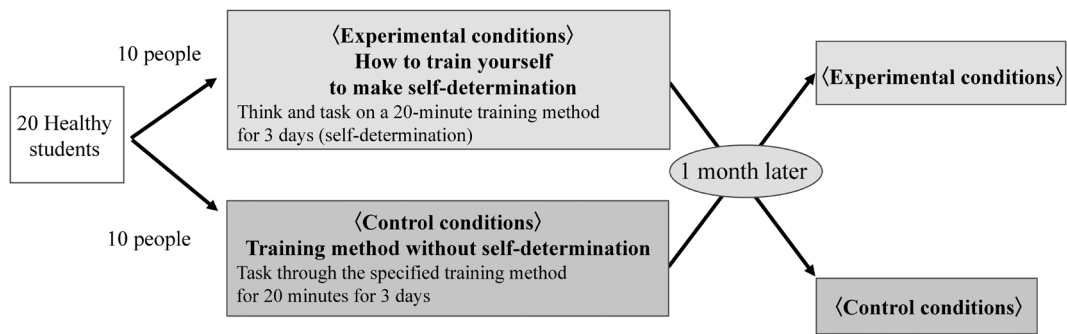 20 Healthy
students
10 people
10 people
〈Experimental conditions〉
How to train yourself
to make self-determination
Think and task on a 20-minute training method
for 3 days (self-determination)
〈Control conditions〉
Training method without self-determination
Task through the specified training method
for 20 minutes for 3 days
1 month later
〈Experimental conditions〉
〈Control conditions〉